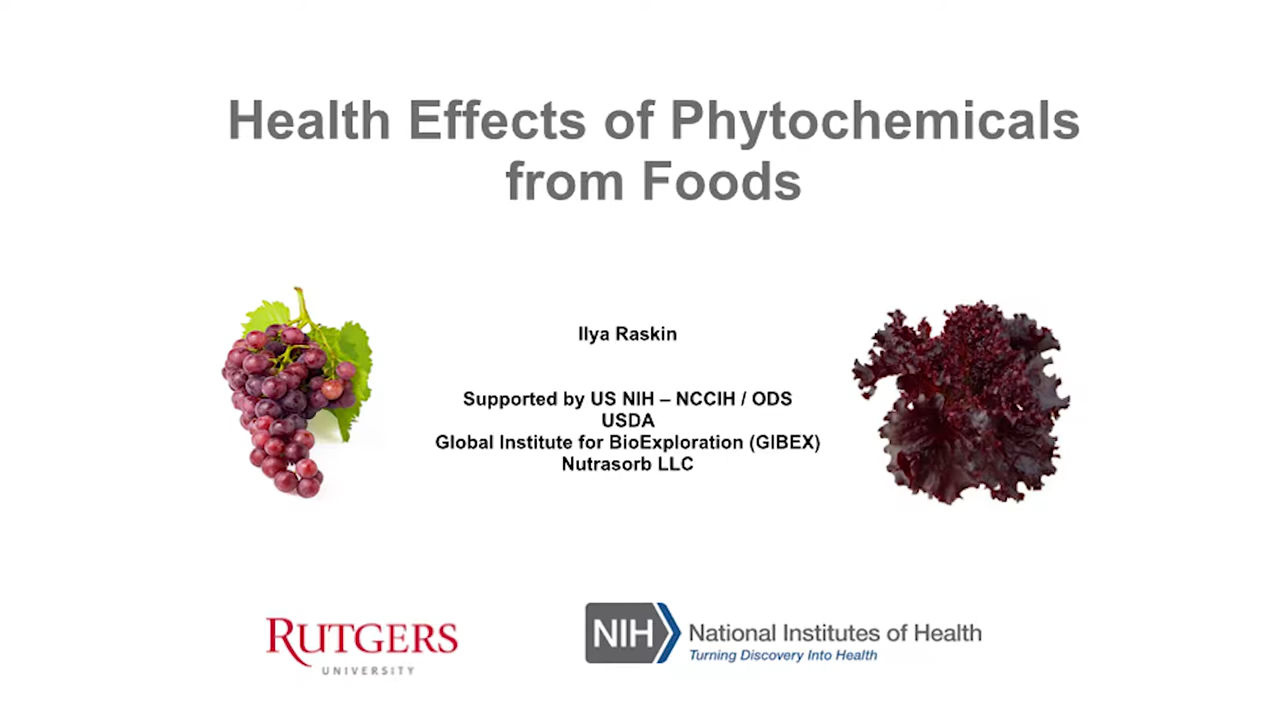 Health Effects of Phytochemicals
from Foods
Ilya Raskin
Supported by US NIH – NCCIH / ODS
USDA
Global Institute for BioExploration (GIBEX)
Nutrasorb LLC
RUTGERS
UNIVERSITY
NIH
National Institutes of Health
Turning Discovery Into Health